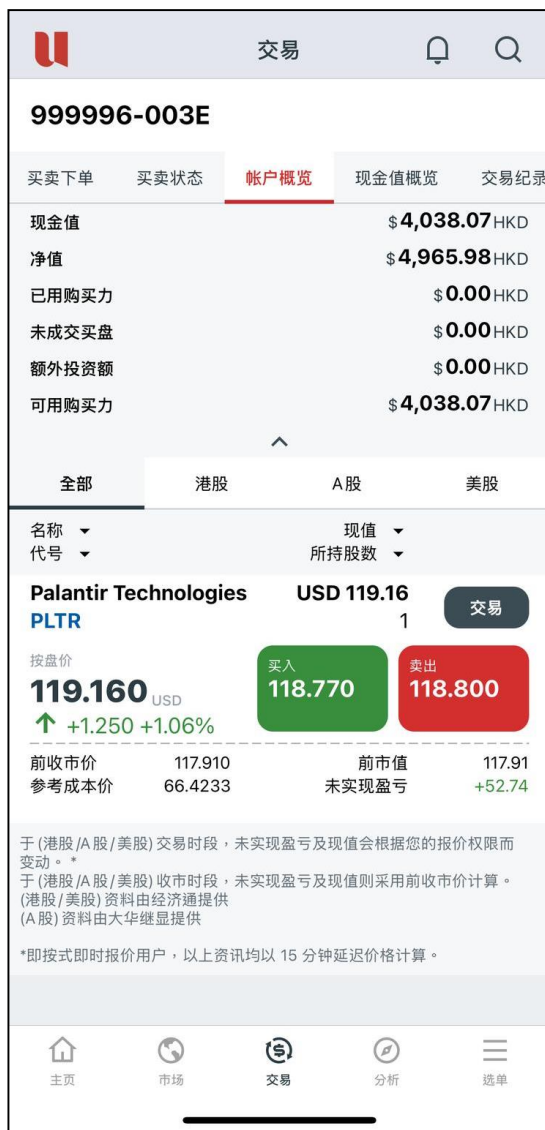 交易
999996-003E
买卖下单 买卖状态 帐户概览 现金值概览 交易纪录
现金值 $4,038.07HKD
净值 $4,965.98HKD
已用购买力 $0.00HKD
未成交买盘 $0.00HKD
额外投资额 $0.00HKD
可用购买力 $4,038.07HKD
全部 港股 A股 美股
名称 现值
代号 所持股数
Palantir Technologies USD 119.16 交易
PLTR 1
按盘价 买入 卖出
119.160 USD 118.770 118.800
+1.250 +1.06%
前收市价 117.910 前市值 117.91
参考成本价 66.4233 未实现盈亏 +52.74
于(港股/A股/美股)交易时段，未实现盈亏及现值会根据您的报价权限而
变动。*
于(港股/A股/美股)收市时段，未实现盈亏及现值则采用前收市价计算。
(港股/美股)资料由经济通提供
(A股)资料由大华继显提供
*即按式即时报价用户，以上资讯均以 15 分钟延迟价格计算。
主页 市场 交易 分析 选单